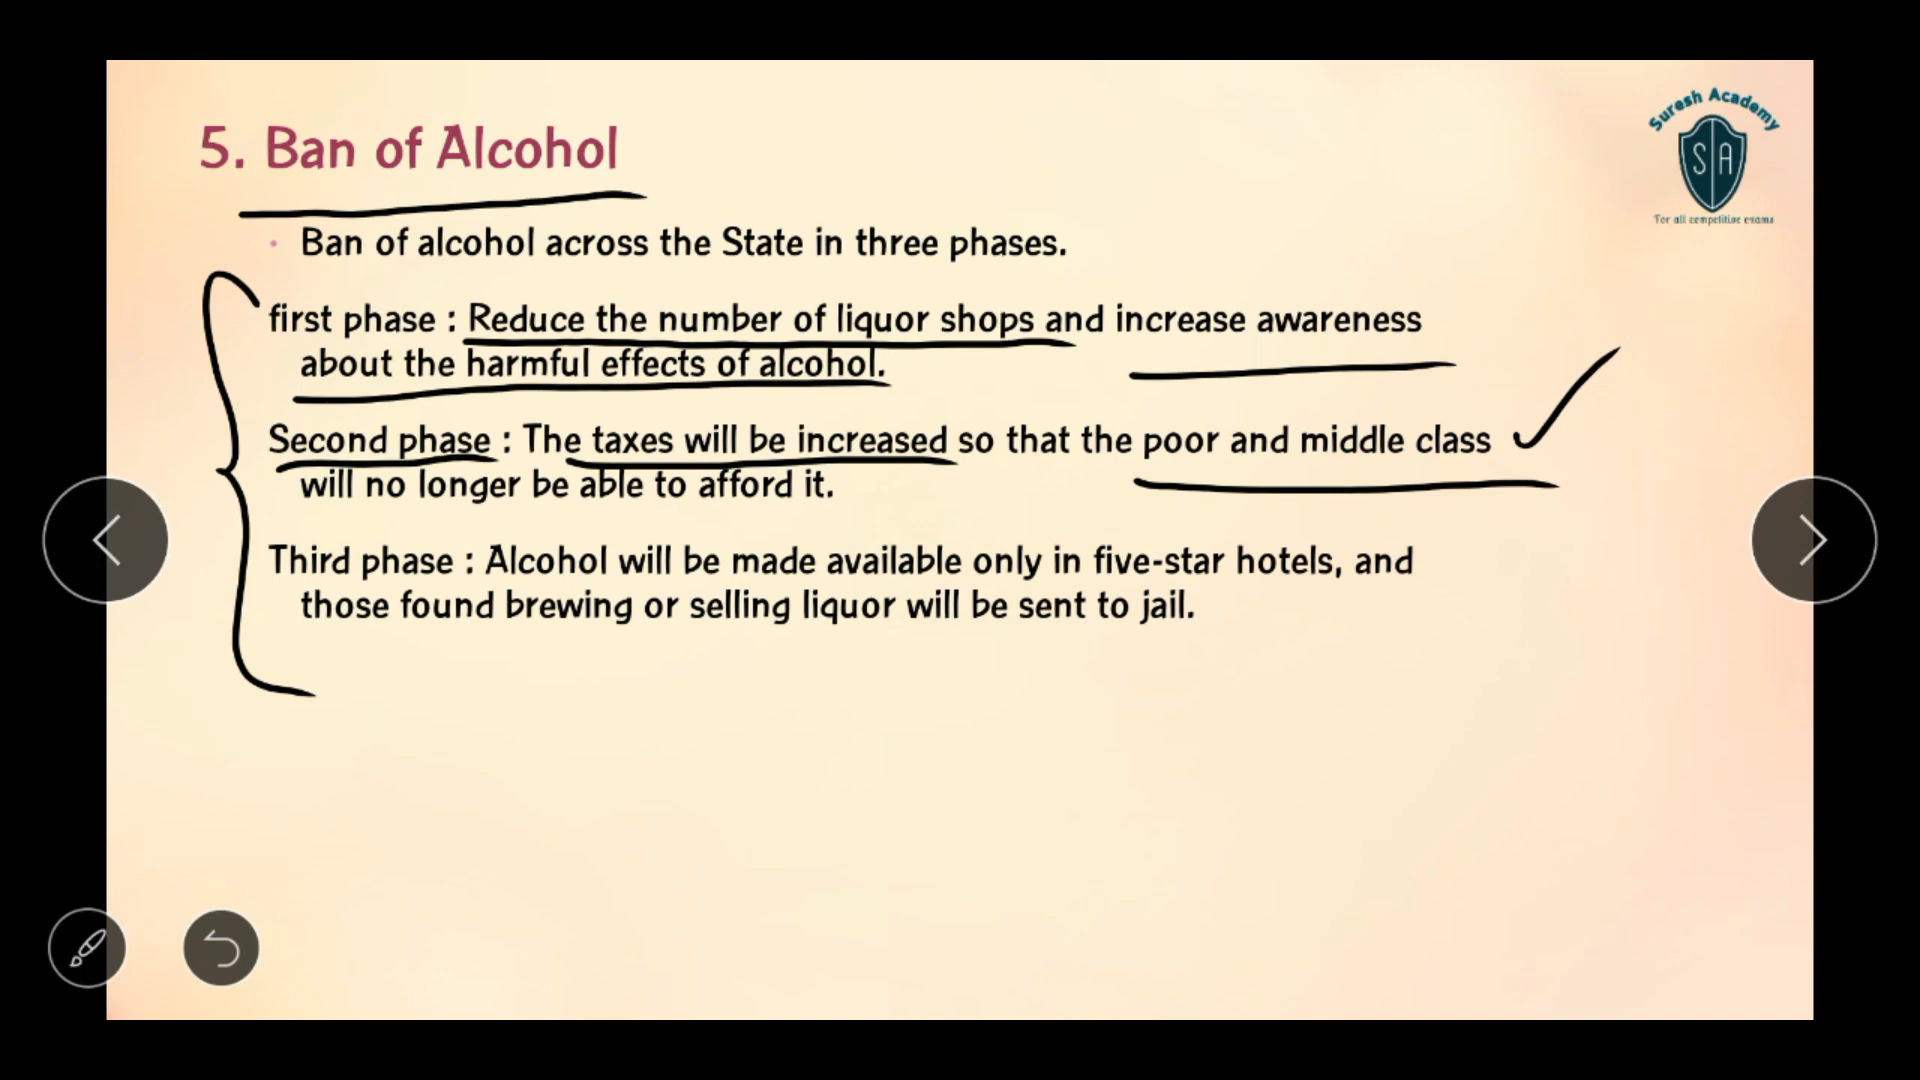 Suresh Academy
S A
For all competitive exams
5. Ban of Alcohol
• Ban of alcohol across the State in three phases.
first phase : Reduce the number of liquor shops and increase awareness
about the harmful effects of alcohol.
Second phase : The taxes will be increased so that the poor and middle class
will no longer be able to afford it.
Third phase : Alcohol will be made available only in five-star hotels, and
those found brewing or selling liquor will be sent to jail.